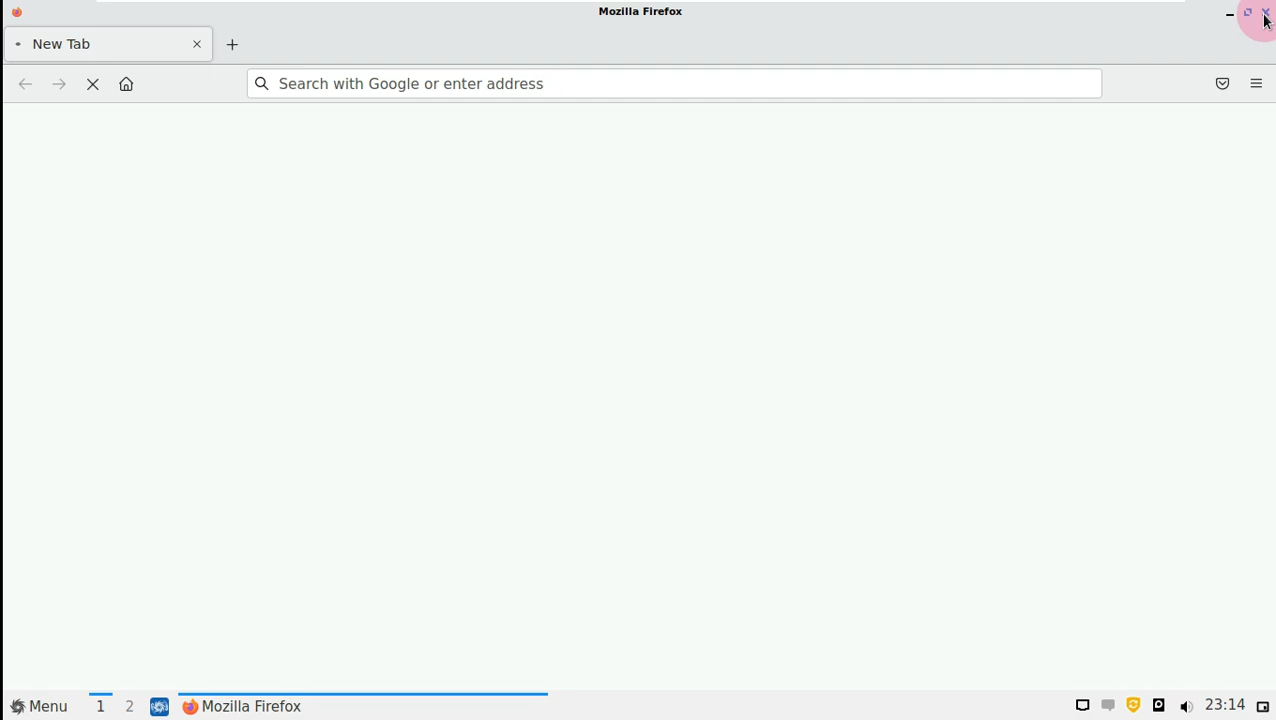 Mozilla Firefox
New Tab
Search with Google or enter address
Menu
1
2
Mozilla Firefox
23:14